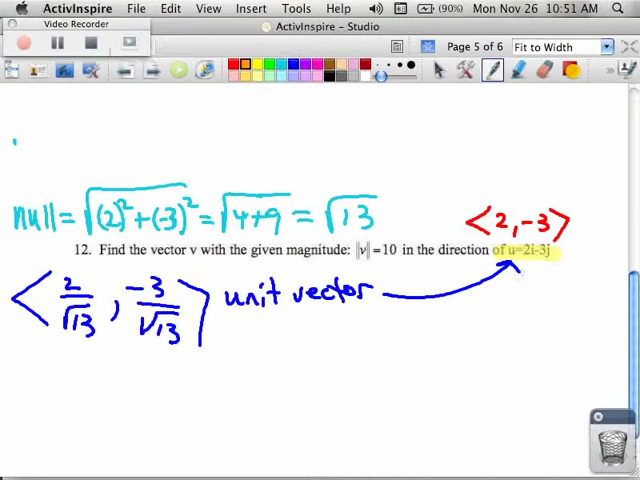 ActivInspire File Edit View Insert Tools Help (90%) Mon Nov 26 10:51 AM
Video Recorder
ActivInspire - Studio
Page 5 of 6 Fit to Width
||u|| = √(2)²+(-3)² = √4+9 = √13
<2,-3>
12. Find the vector v with the given magnitude: ||v|| =10 in the direction of u=2i-3j
<2/√13, -3/√13> unit vector